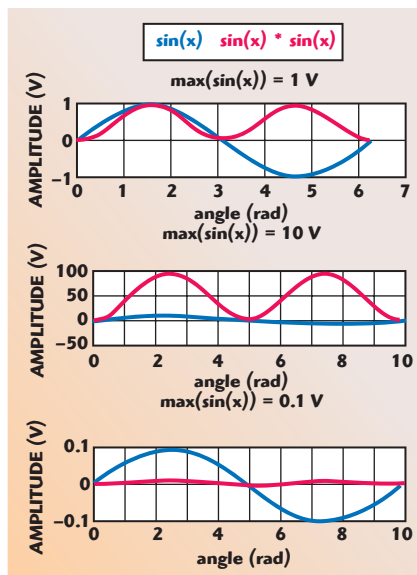 sin(x) sin(x) * sin(x)
max(sin(x)) = 1 V
AMPLITUDE (V)
1
0
–1
0 1 2 3 4 5 6 7
angle (rad)
max(sin(x)) = 10 V
AMPLITUDE (V)
100
50
0
–50
0 2 4 6 8 10
angle (rad)
max(sin(x)) = 0.1 V
AMPLITUDE (V)
0.1
0
–0.1
0 2 4 6 8 10
angle (rad)